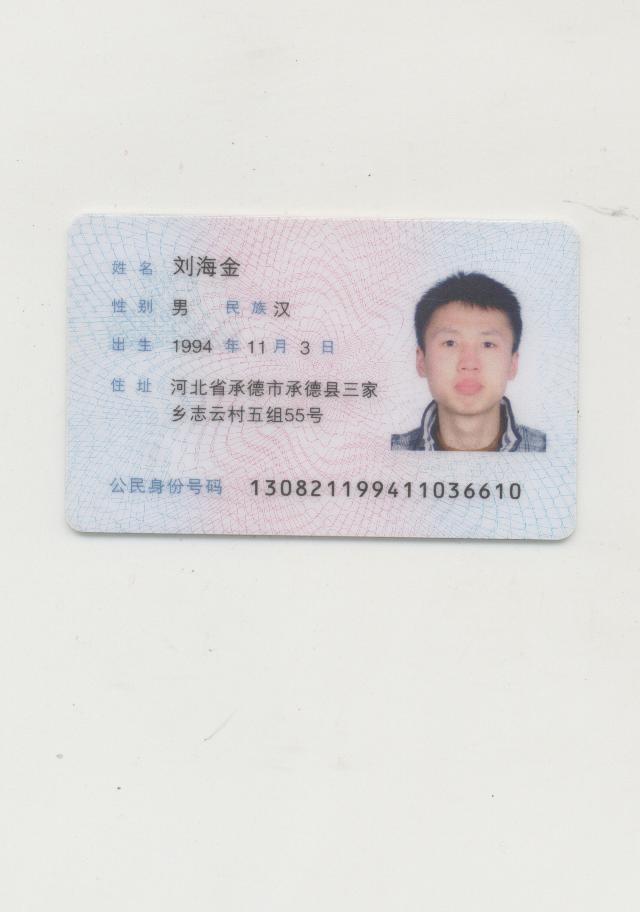 姓名 刘海金
性别 男 民族 汉
出生 1994 年 11 月 3 日
住址 河北省承德市承德县三家
乡志云村五组55号
公民身份号码 130821199411036610